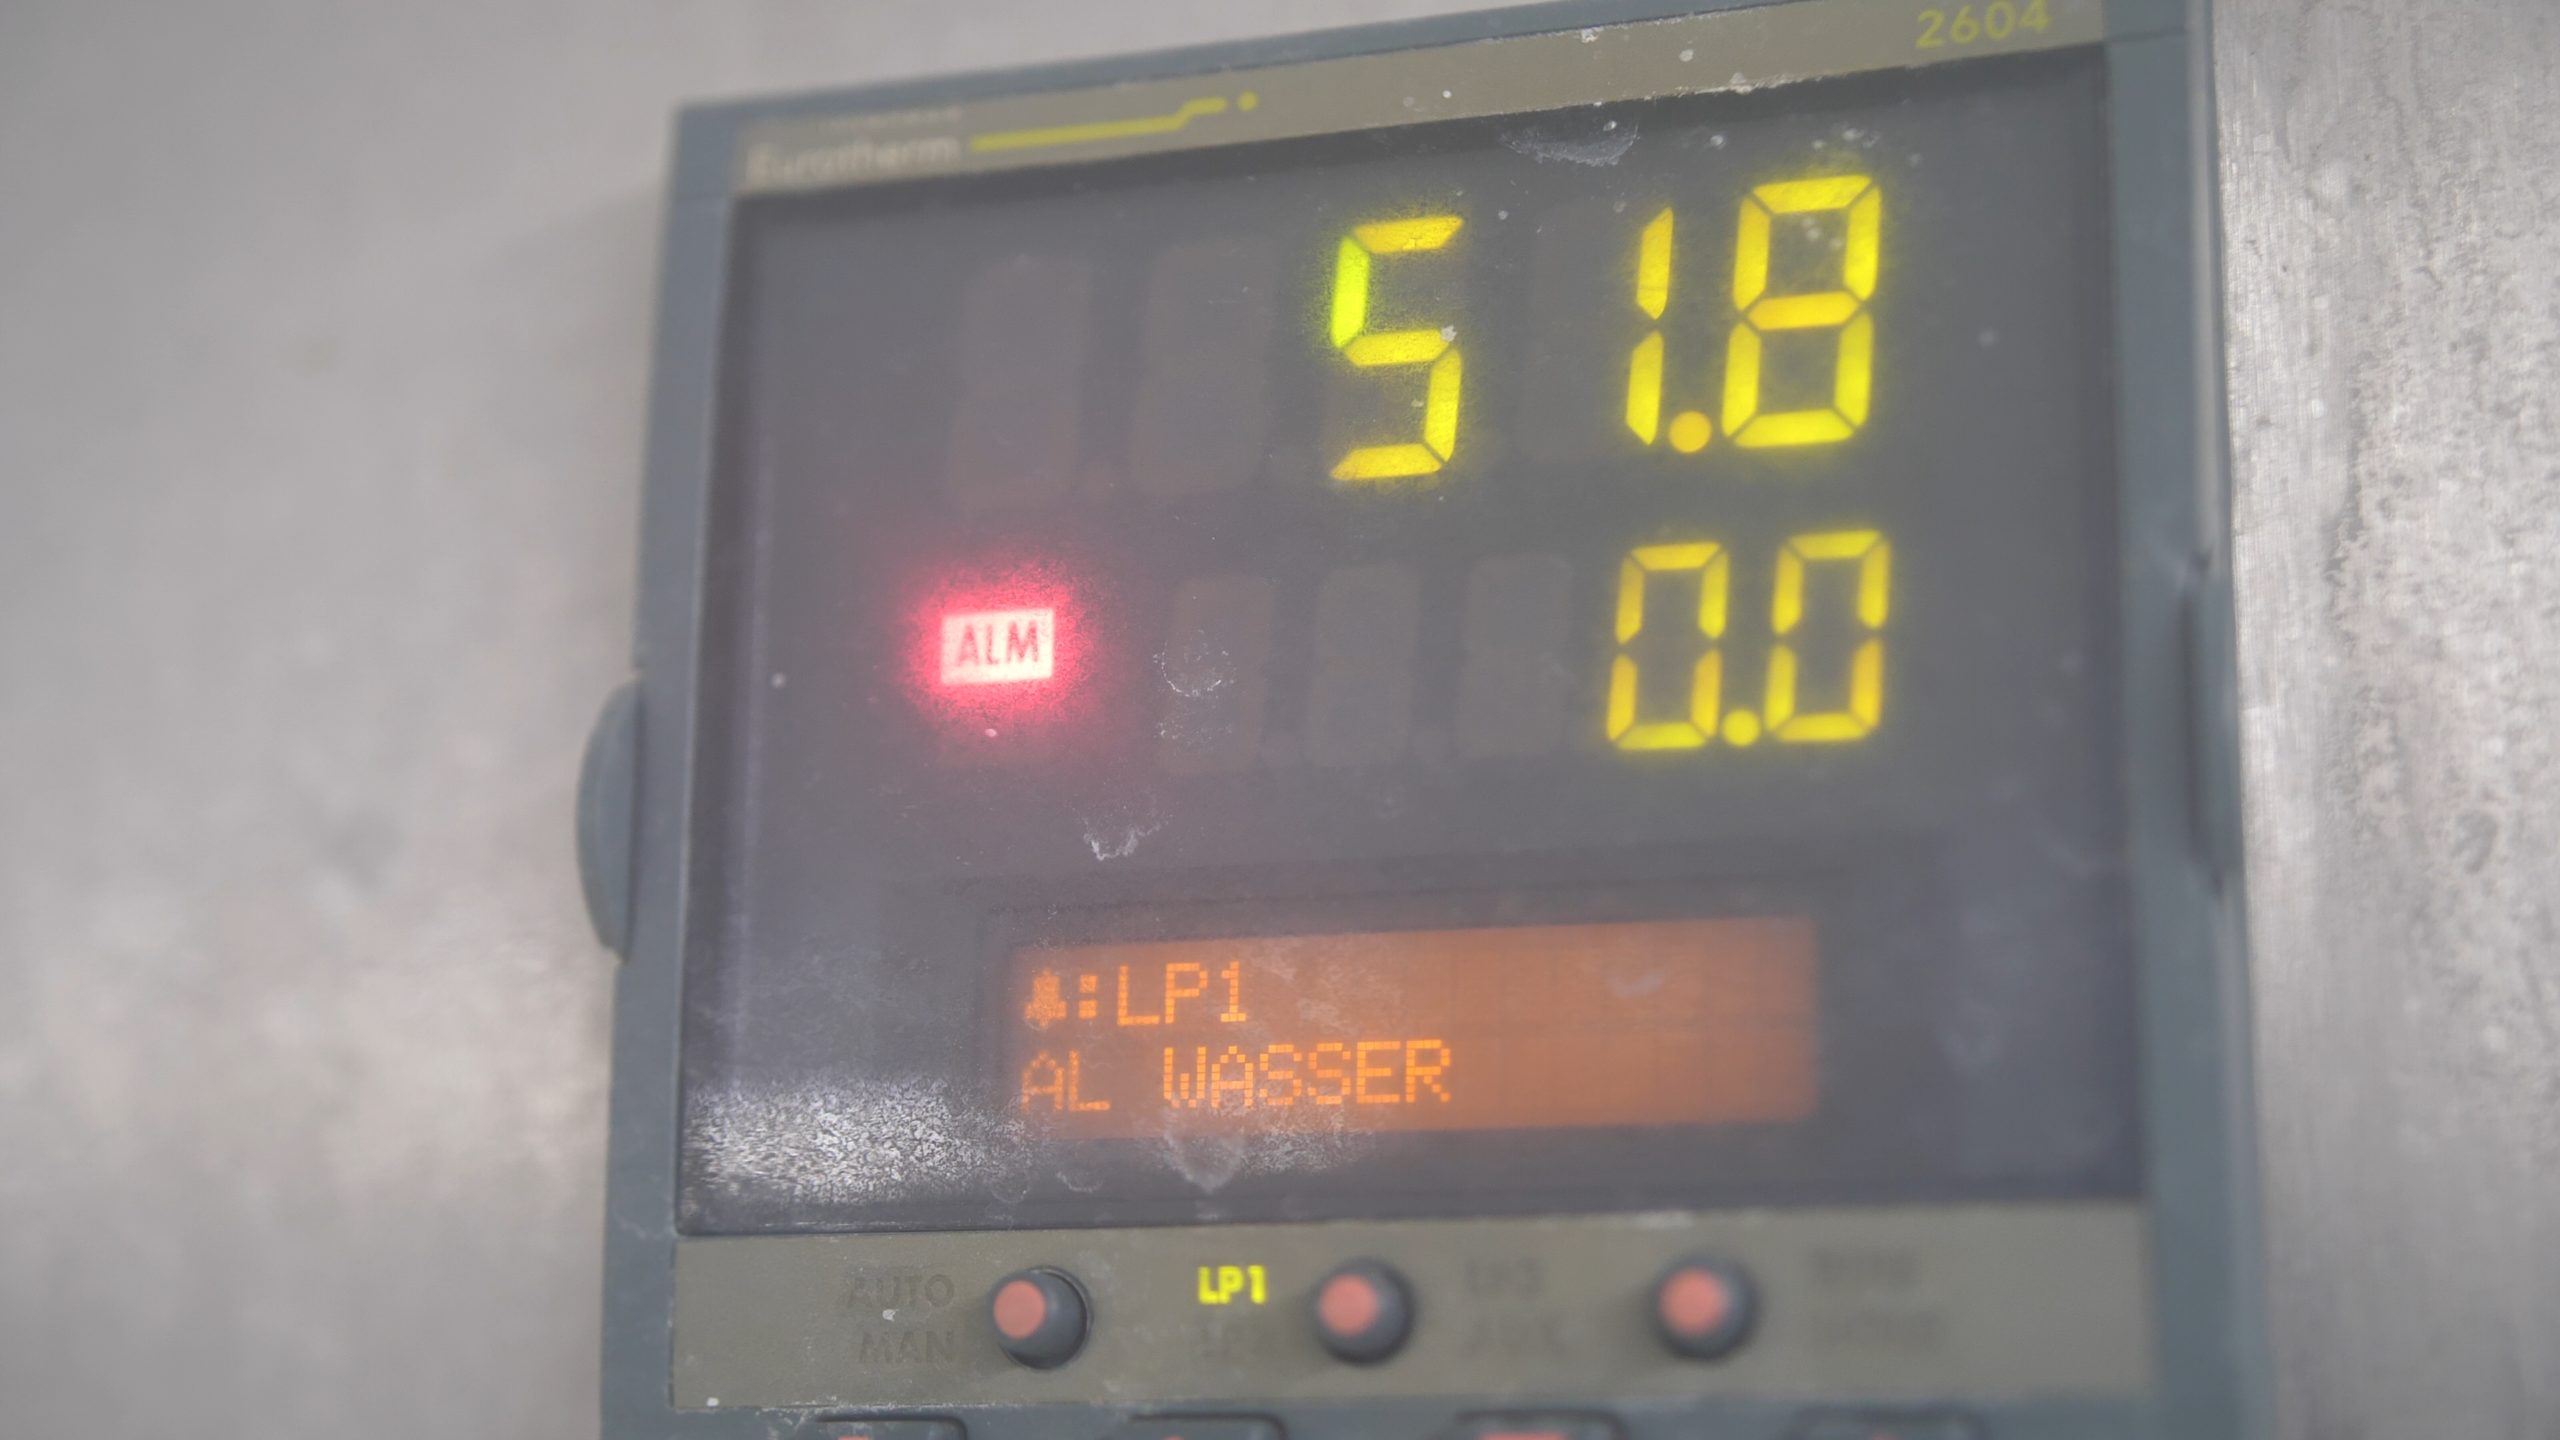 2604
Eurotherm
51.8
ALM
0.0
:LP1
AL WASSER
AUTO
MAN
LP1